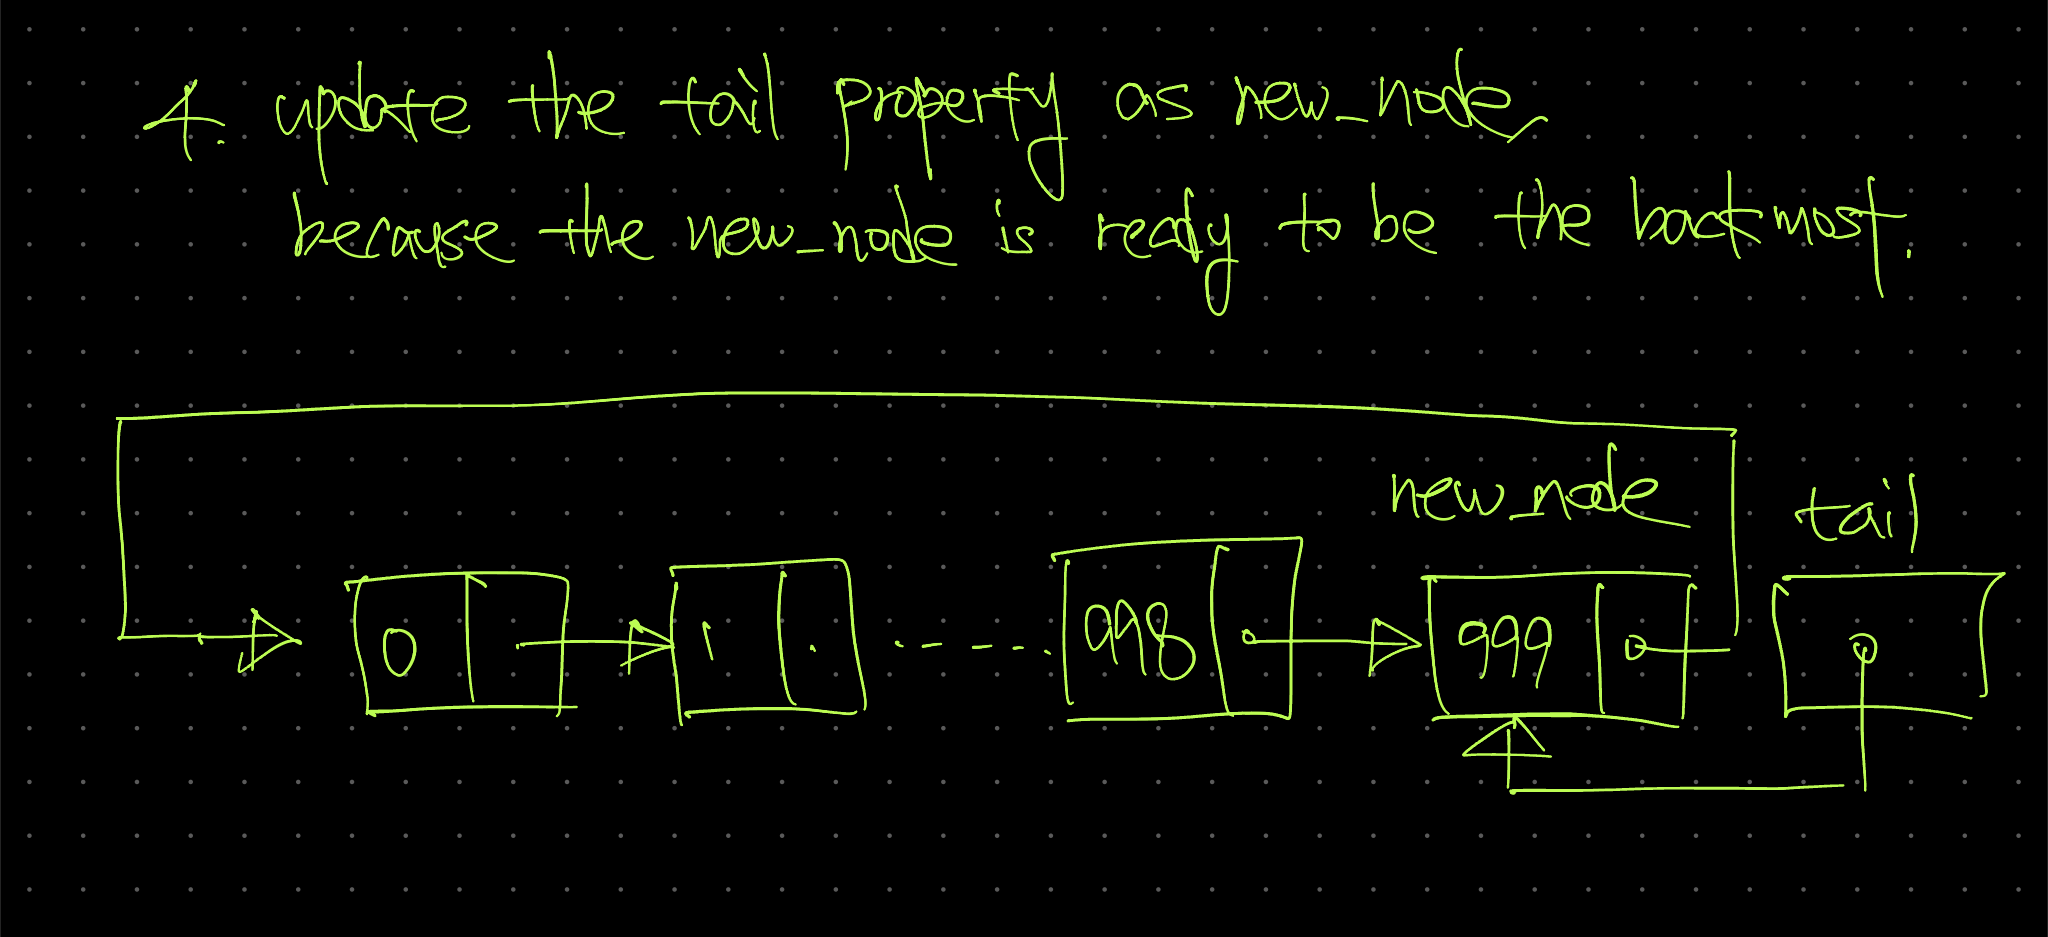 4. update the tail property as new_node,
because the new_node is ready to be the backmost.
new_node
tail
0
1
998
999